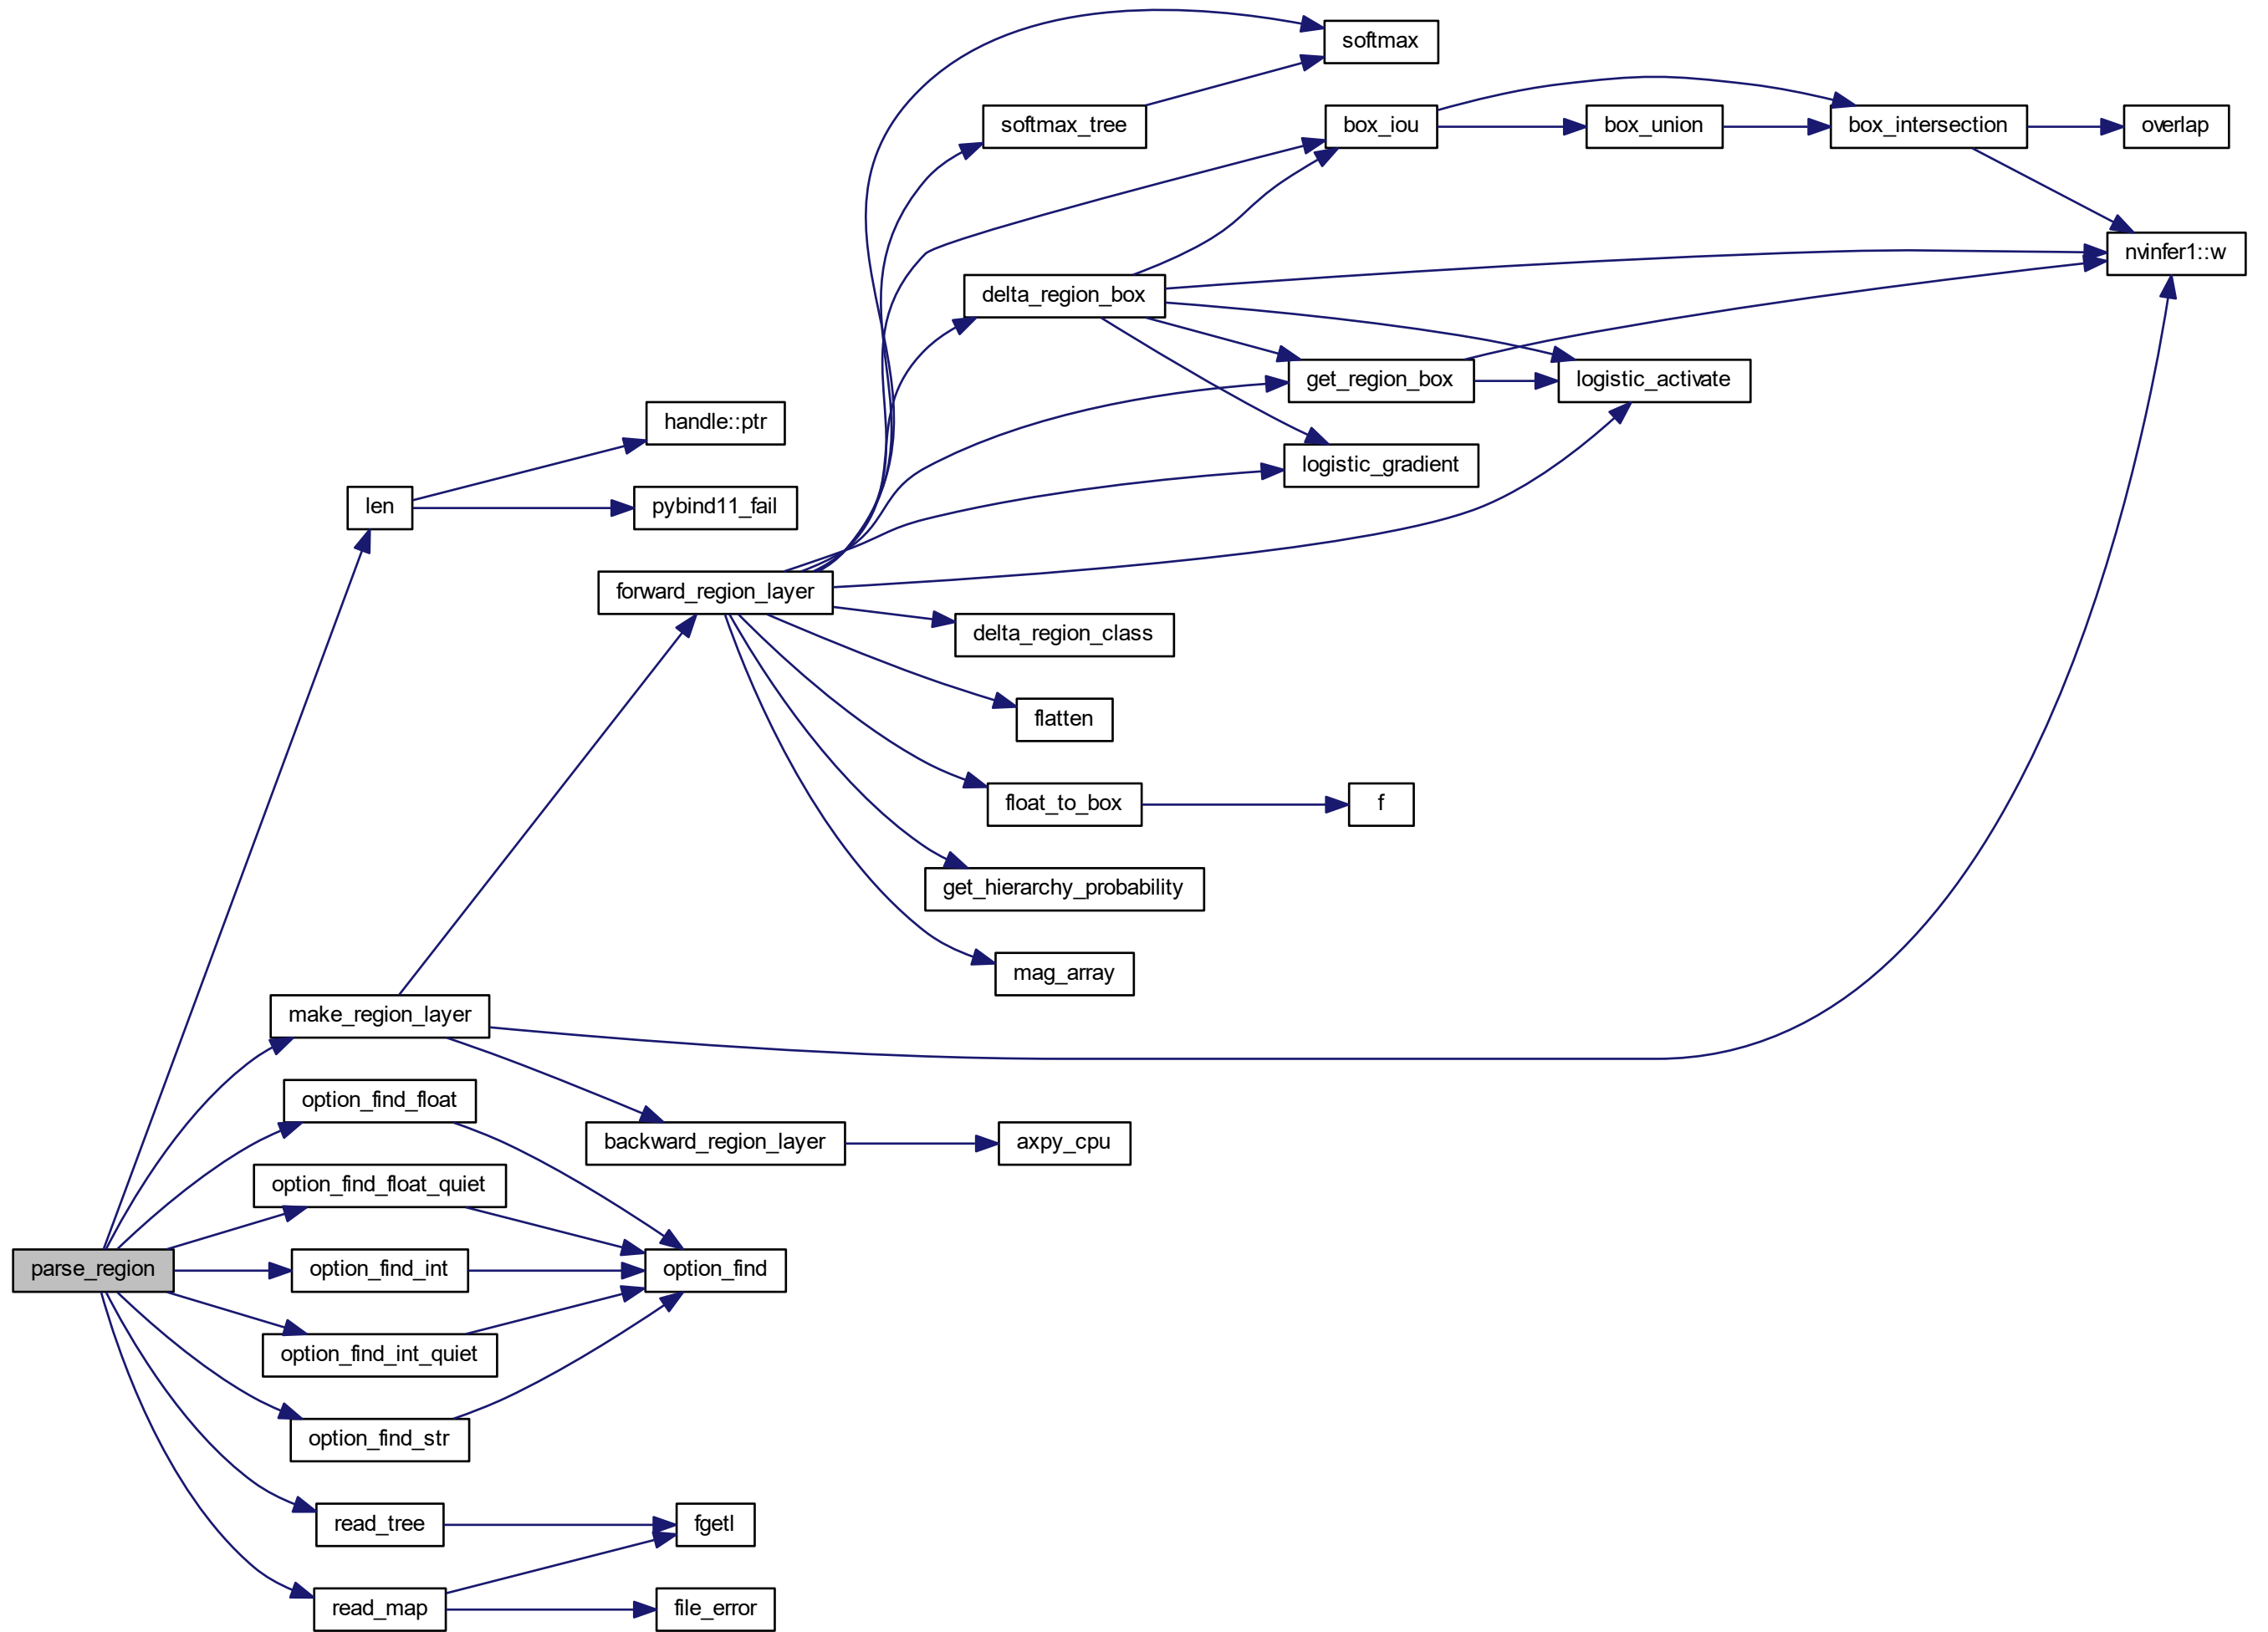 softmax
softmax_tree
box_iou
box_union
box_intersection
overlap
nvinfer1::w
delta_region_box
get_region_box
logistic_activate
handle::ptr
logistic_gradient
len
pybind11_fail
forward_region_layer
delta_region_class
flatten
float_to_box
f
get_hierarchy_probability
mag_array
make_region_layer
option_find_float
backward_region_layer
axpy_cpu
option_find_float_quiet
parse_region
option_find_int
option_find
option_find_int_quiet
option_find_str
read_tree
fgetl
read_map
file_error